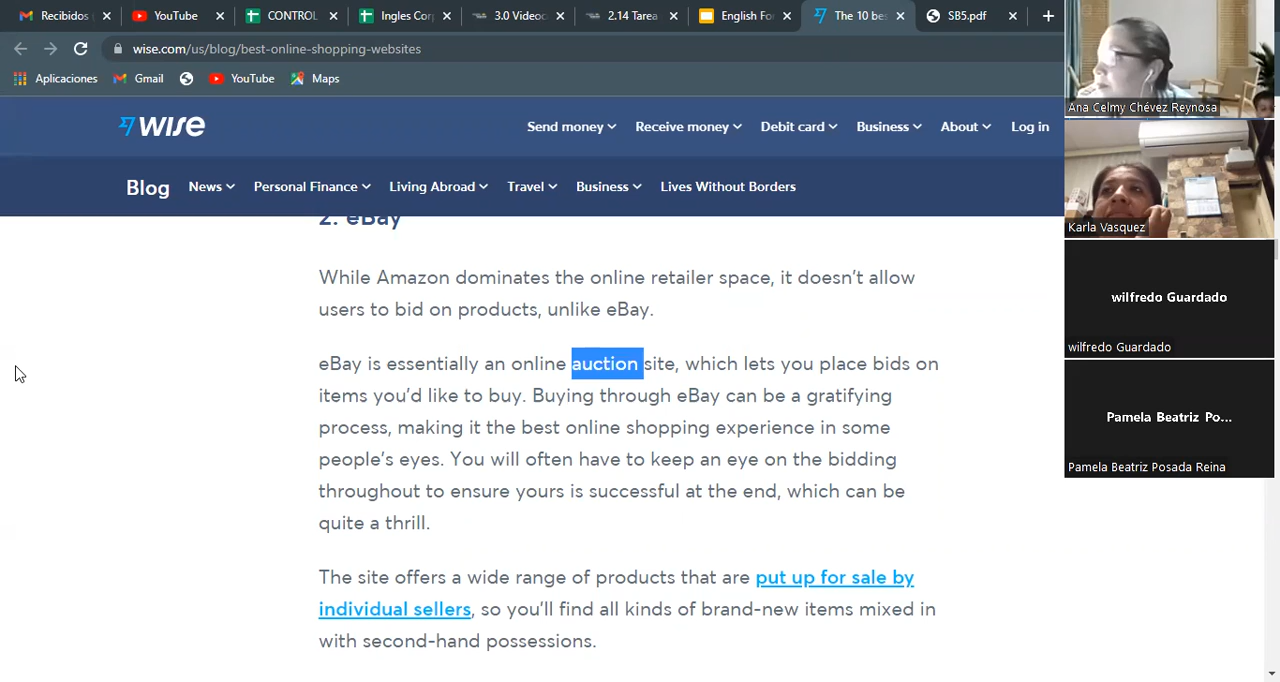 Recibidos
YouTube
CONTROL
Ingles Cor
3.0 Video
2.14 Tarea
English Fo
The 10 bes
SB5.pdf
wise.com/us/blog/best-online-shopping-websites
Aplicaciones
Gmail
YouTube
Maps
WISE
Send money
Receive money
Debit card
Business
About
Log in
Blog
News
Personal Finance
Living Abroad
Travel
Business
Lives Without Borders
2. eBay
While Amazon dominates the online retailer space, it doesn't allow
users to bid on products, unlike eBay.
eBay is essentially an online auction site, which lets you place bids on
items you'd like to buy. Buying through eBay can be a gratifying
process, making it the best online shopping experience in some
people's eyes. You will often have to keep an eye on the bidding
throughout to ensure yours is successful at the end, which can be
quite a thrill.
The site offers a wide range of products that are put up for sale by
individual sellers, so you'll find all kinds of brand-new items mixed in
with second-hand possessions.
Ana Celmy Chévez Reynosa
Karla Vasquez
wilfredo Guardado
wilfredo Guardado
Pamela Beatriz Po...
Pamela Beatriz Posada Reina